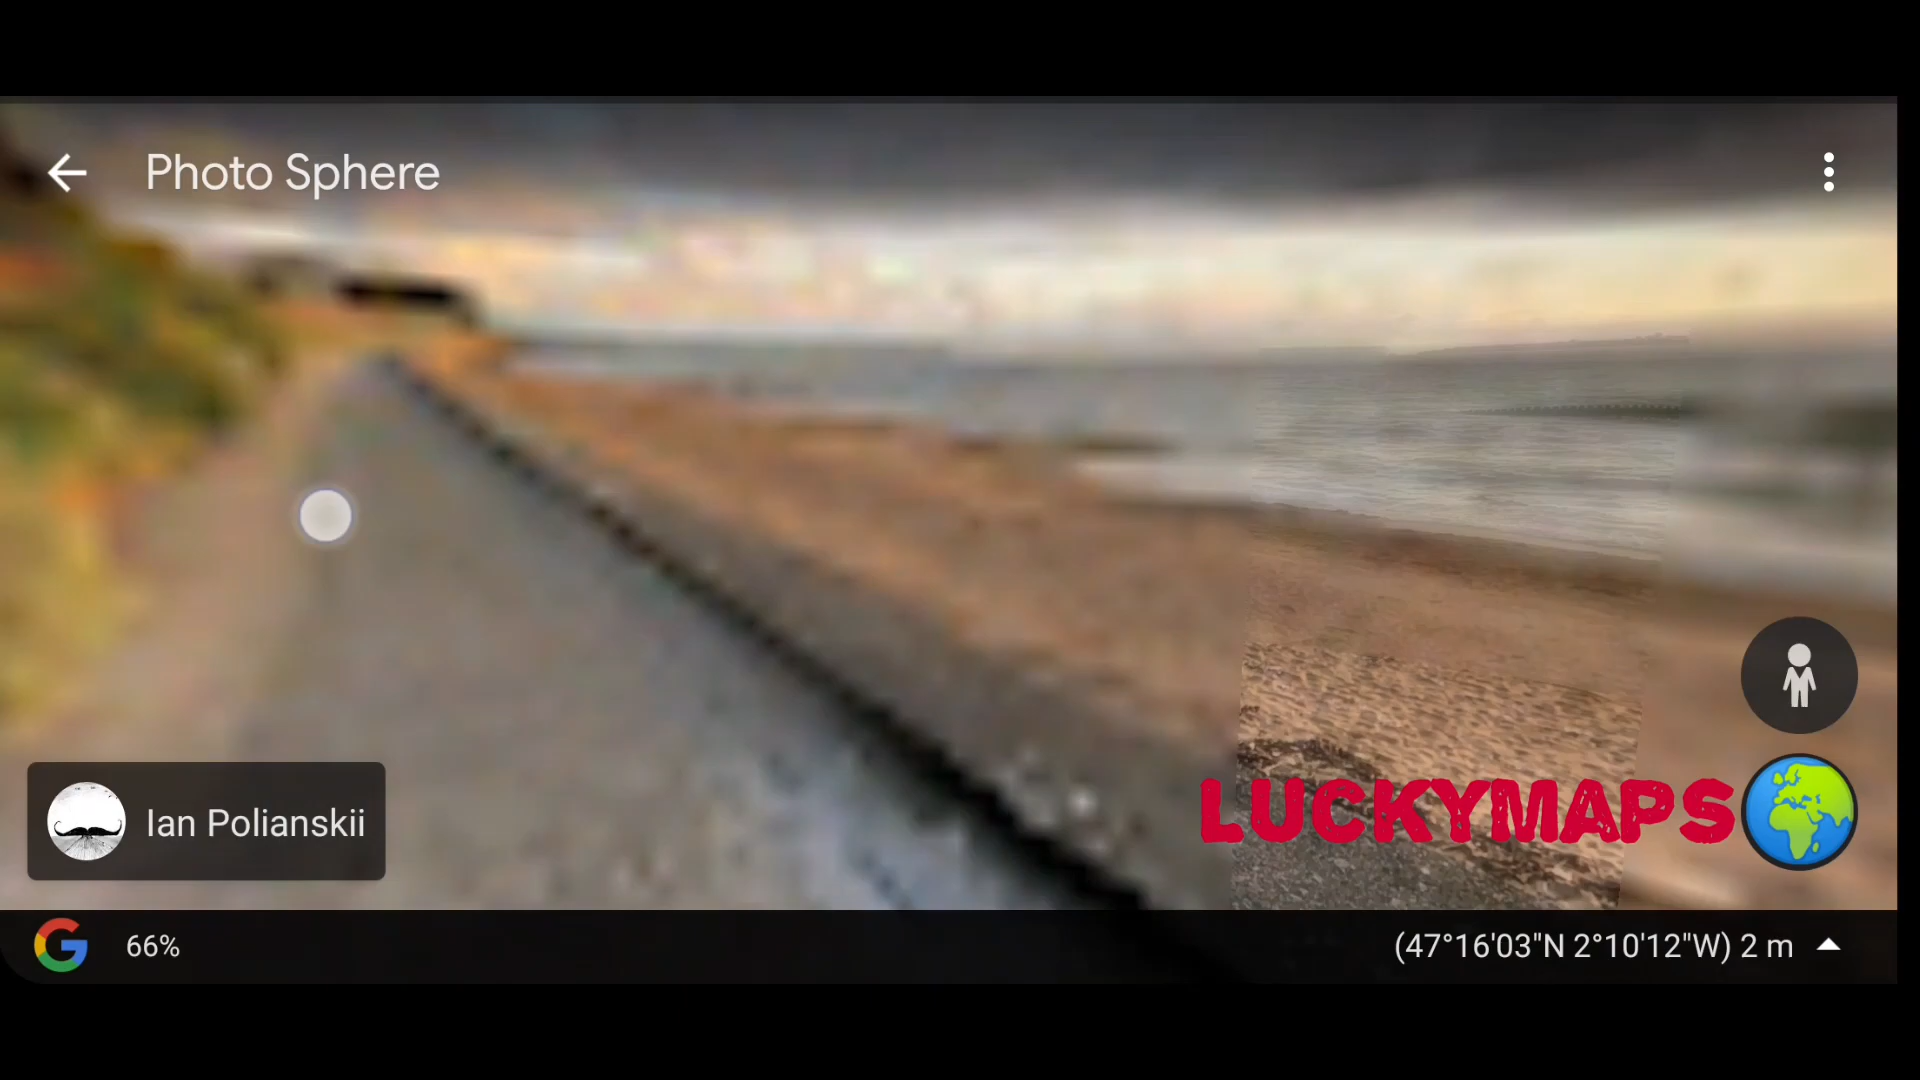 Photo Sphere
Ian Polianskii
LUCKYMAPS
66%
(47°16'03"N 2°10'12"W) 2 m